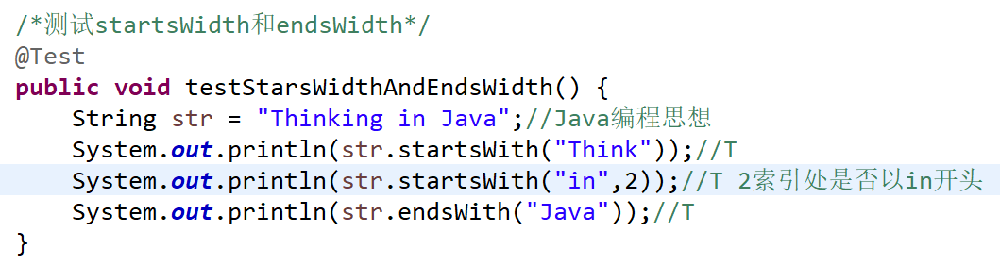 /*测试startsWidth和endsWidth*/
@Test
public void testStarsWidthAndEndsWidth() {
    String str = "Thinking in Java";//Java编程思想
    System.out.println(str.startsWith("Think"));//T
    System.out.println(str.startsWith("in",2));//T 2索引处是否以in开头
    System.out.println(str.endsWith("Java"));//T
}